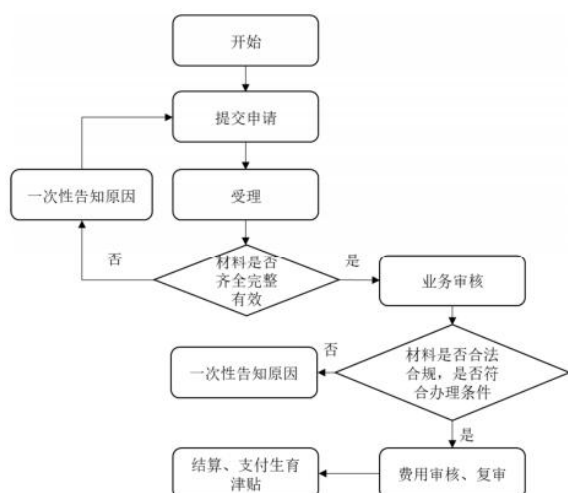 开始
提交申请
一次性告知原因
受理
否
材料是否
齐全完整
有效
是
业务审核
一次性告知原因
否
材料是否合法
合规，是否符
合办理条件
是
结算、支付生育
津贴
费用审核、复审